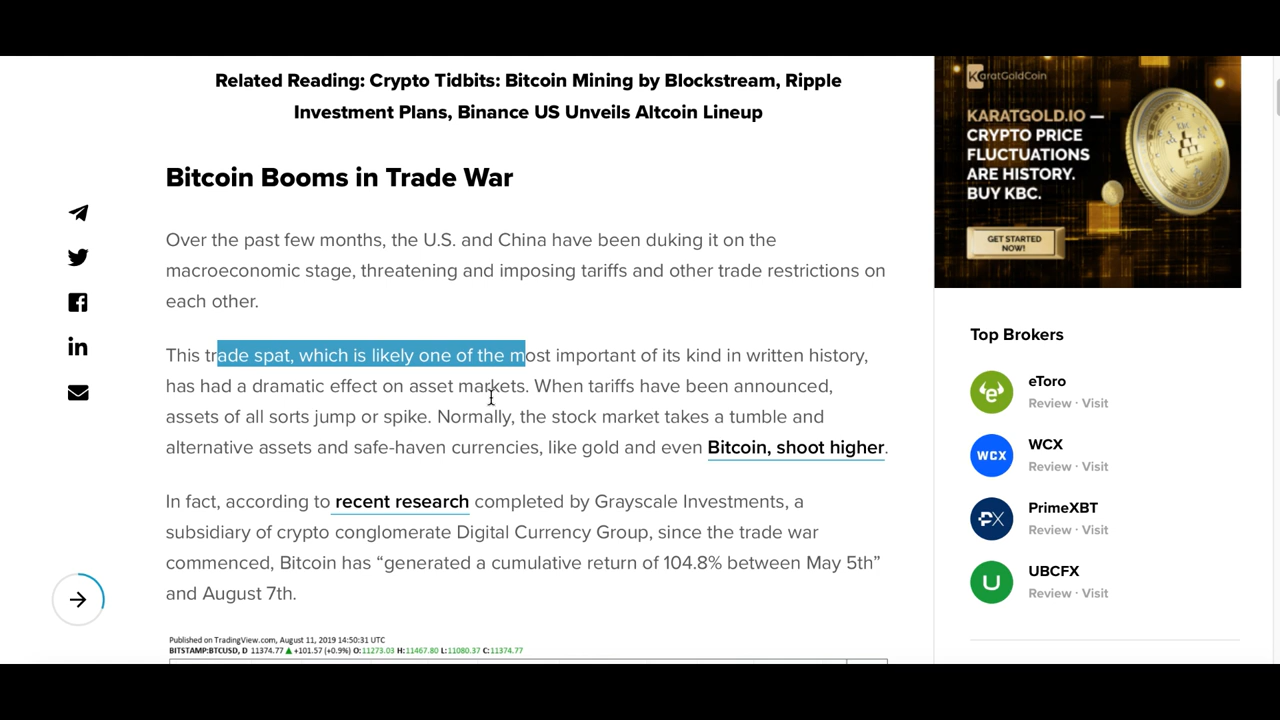 Related Reading: Crypto Tidbits: Bitcoin Mining by Blockstream, Ripple
Investment Plans, Binance US Unveils Altcoin Lineup
Bitcoin Booms in Trade War
Over the past few months, the U.S. and China have been duking it on the
macroeconomic stage, threatening and imposing tariffs and other trade restrictions on
each other.
This trade spat, which is likely one of the most important of its kind in written history,
has had a dramatic effect on asset markets. When tariffs have been announced,
assets of all sorts jump or spike. Normally, the stock market takes a tumble and
alternative assets and safe-haven currencies, like gold and even Bitcoin, shoot higher.
In fact, according to recent research completed by Grayscale Investments, a
subsidiary of crypto conglomerate Digital Currency Group, since the trade war
commenced, Bitcoin has “generated a cumulative return of 104.8% between May 5th”
and August 7th.
Published on TradingView.com, August 11, 2019 14:50:31 UTC
BITSTAMP:BTCUSD, D 11374.77 ▲ +101.57 (+0.9%) O:11273.03 H:11467.80 L:11080.37 C:11374.77
KaratGoldCoin
KARATGOLD.IO —
CRYPTO PRICE
FLUCTUATIONS
ARE HISTORY.
BUY KBC.
GET STARTED
NOW!
Top Brokers
eToro
Review · Visit
WCX
WCX
Review · Visit
PrimeXBT
Review · Visit
UBCFX
Review · Visit